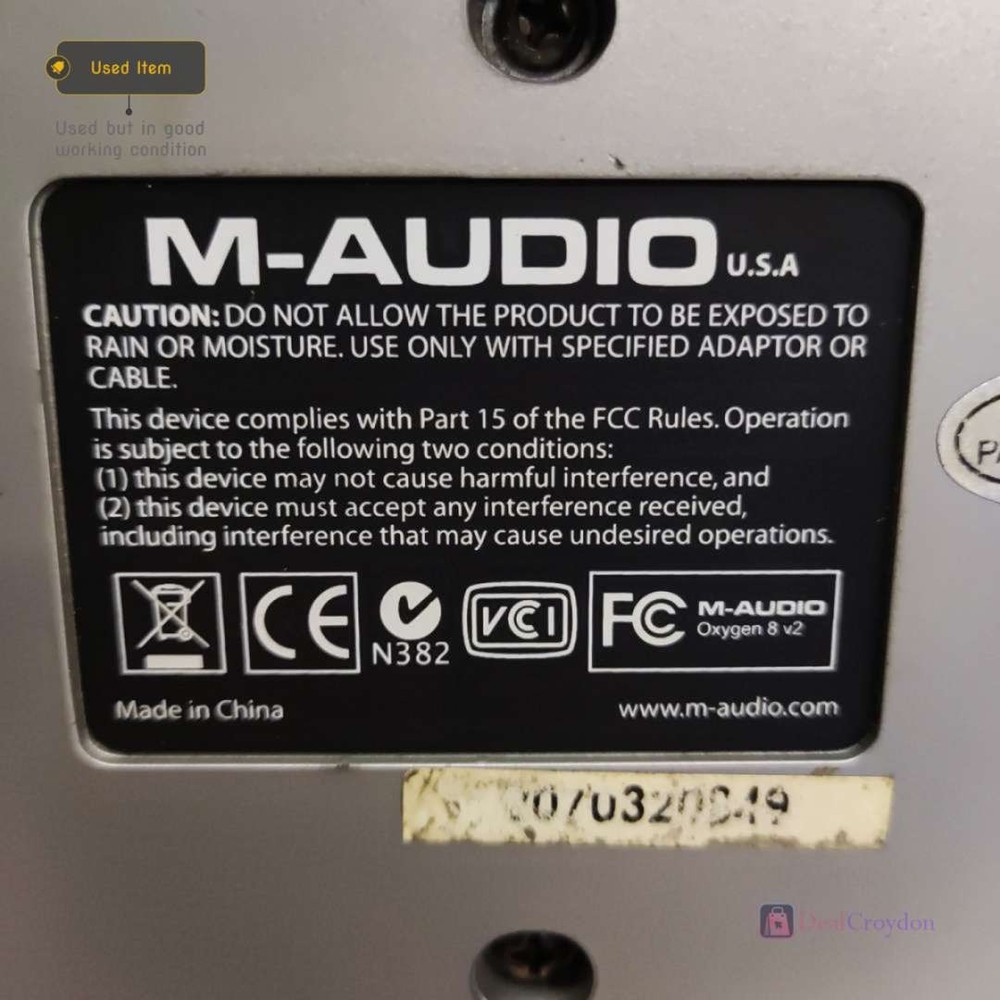 Used Item
Used but in good
working condition
M-AUDIO U.S.A
CAUTION: DO NOT ALLOW THE PRODUCT TO BE EXPOSED TO
RAIN OR MOISTURE. USE ONLY WITH SPECIFIED ADAPTOR OR
CABLE.
This device complies with Part 15 of the FCC Rules. Operation
is subject to the following two conditions:
(1) this device may not cause harmful interference, and
(2) this device must accept any interference received,
including interference that may cause undesired operations.
CE
N382
VCI
FC
M-AUDIO
Oxygen 8 v2
Made in China
www.m-audio.com
DealCroydon